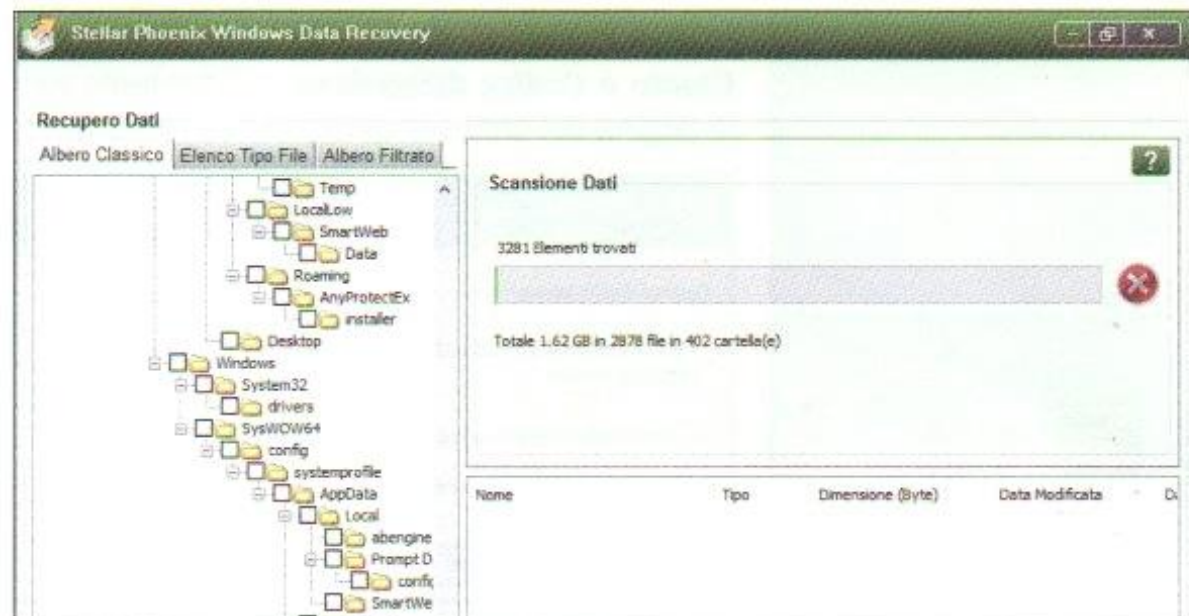 Stellar Phoenix Windows Data Recovery
Recupero Dati
Albero Classico Elenco Tipo File Albero Filtrato
Temp
LocalLow
SmartWeb
Data
Roaming
AnyProtectEx
installer
Desktop
Windows
System32
drivers
SysWOW64
config
systemprofile
AppData
Local
abengine
Prompt D
config
SmartWe
?
Scansione Dati
3281 Elementi trovati
Totale 1.62 GB in 2878 file in 402 cartella(e)
Nome Tipo Dimensione (Byte) Data Modificata